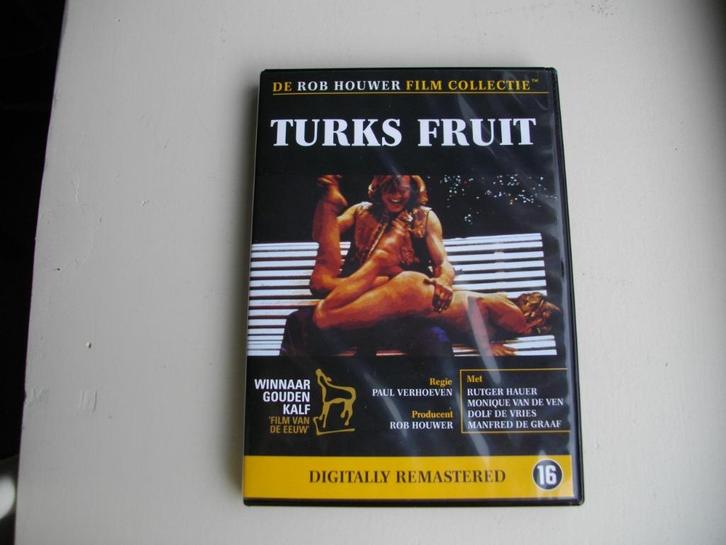 DE ROB HOUWER FILM COLLECTIE™
TURKS FRUIT
WINNAAR
GOUDEN
KALF
'FILM VAN
DE EEUW'
Regie
PAUL VERHOEVEN
Producent
ROB HOUWER
Met
RUTGER HAUER
MONIQUE VAN DE VEN
DOLF DE VRIES
MANFRED DE GRAAF
DIGITALLY REMASTERED
16